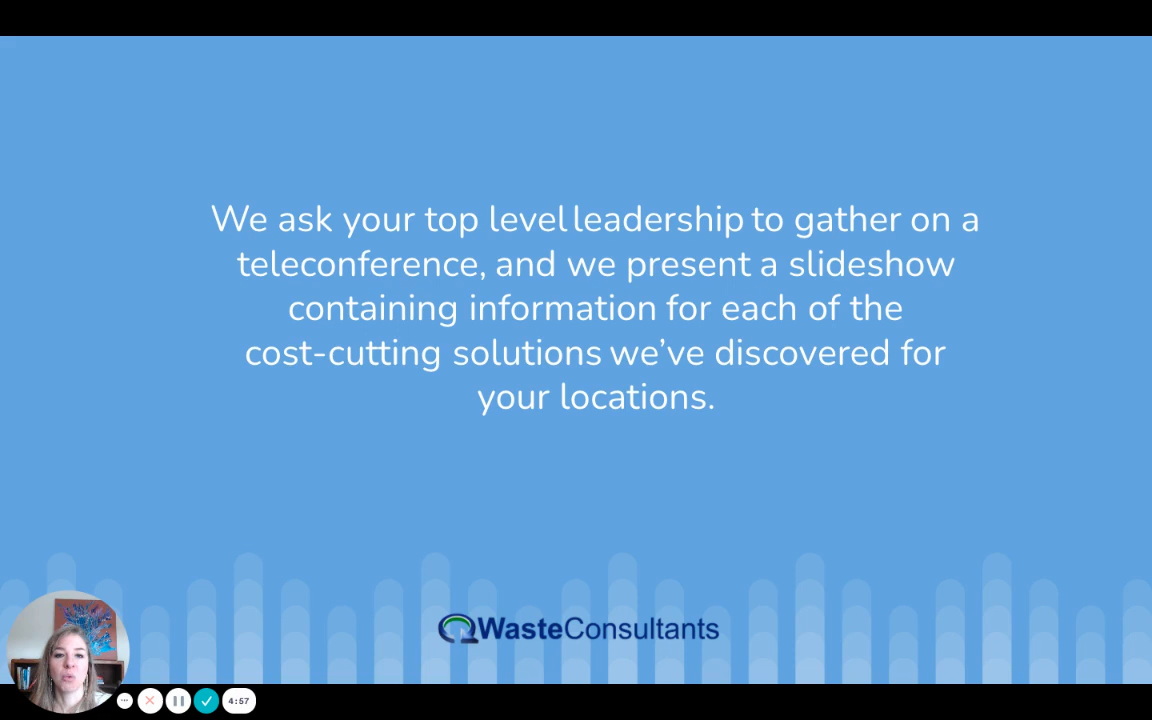 We ask your top level leadership to gather on a
teleconference, and we present a slideshow
containing information for each of the
cost-cutting solutions we’ve discovered for
your locations.
WasteConsultants
4:57